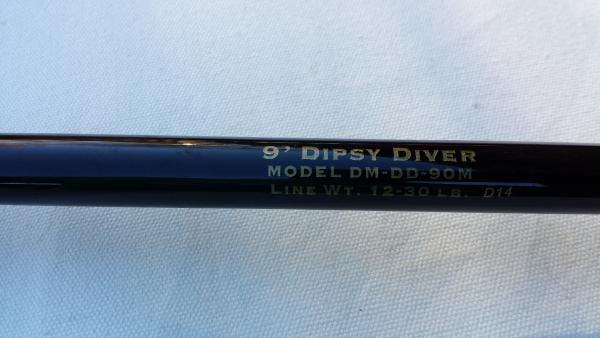 9' DIPSY DIVER
MODEL DM-DD-90M
LINE WT. 12-30 LB. D14